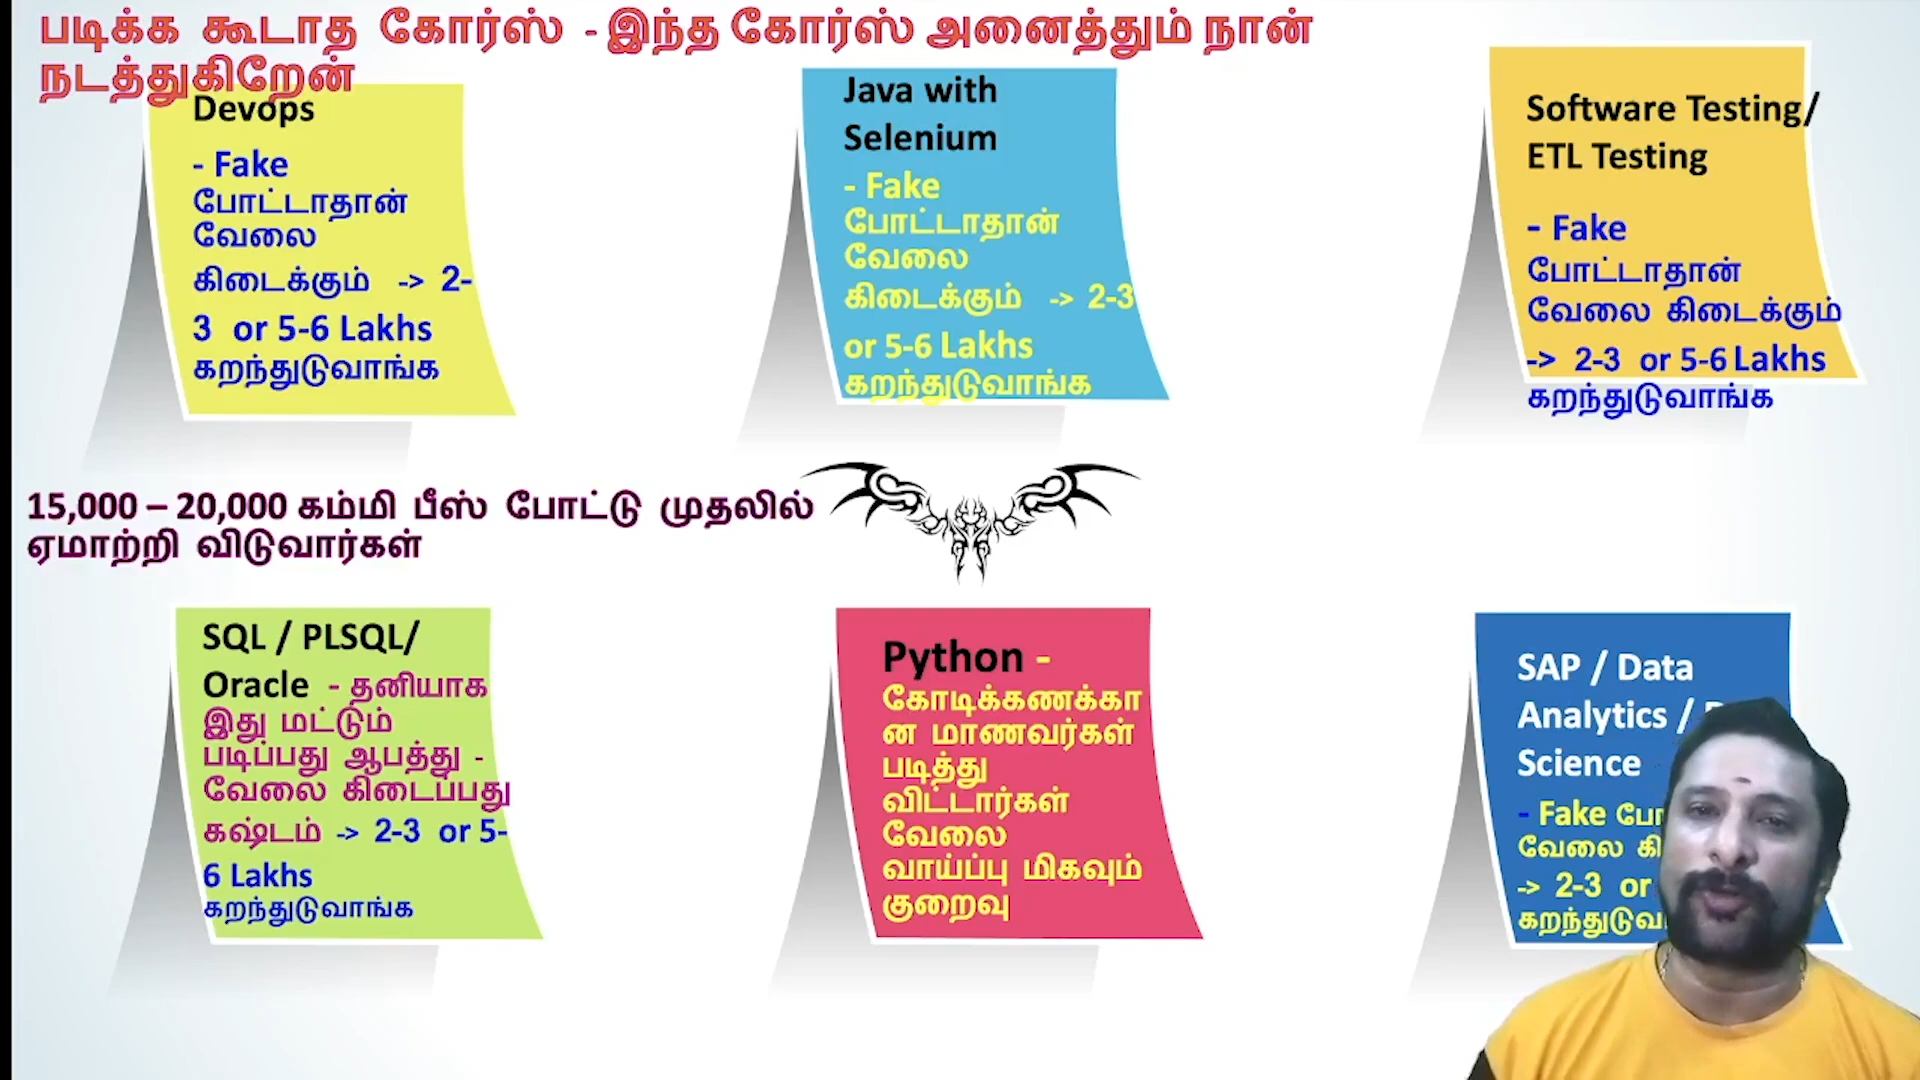 படிக்க கூடாத கோர்ஸ் - இந்த கோர்ஸ் அனைத்தும் நான்
நடத்துகிறேன்
Devops
- Fake
போட்டாதான்
வேலை
கிடைக்கும் -> 2-
3 or 5-6 Lakhs
கறந்துடுவாங்க
Java with
Selenium
- Fake
போட்டாதான்
வேலை
கிடைக்கும் -> 2-3
or 5-6 Lakhs
கறந்துடுவாங்க
Software Testing/
ETL Testing
- Fake
போட்டாதான்
வேலை கிடைக்கும்
-> 2-3 or 5-6 Lakhs
கறந்துடுவாங்க
15,000 – 20,000 கம்மி பீஸ் போட்டு முதலில்
ஏமாற்றி விடுவார்கள்
SQL / PLSQL/
Oracle - தனியாக
இது மட்டும்
படிப்பது ஆபத்து -
வேலை கிடைப்பது
கஷ்டம் -> 2-3 or 5-
6 Lakhs
கறந்துடுவாங்க
Python -
கோடிக்கணக்கா
ன மாணவர்கள்
படித்து
விட்டார்கள்
வேலை
வாய்ப்பு மிகவும்
குறைவு
SAP / Data
Analytics /
Science
- Fake
வேலை
-> 2-3 or